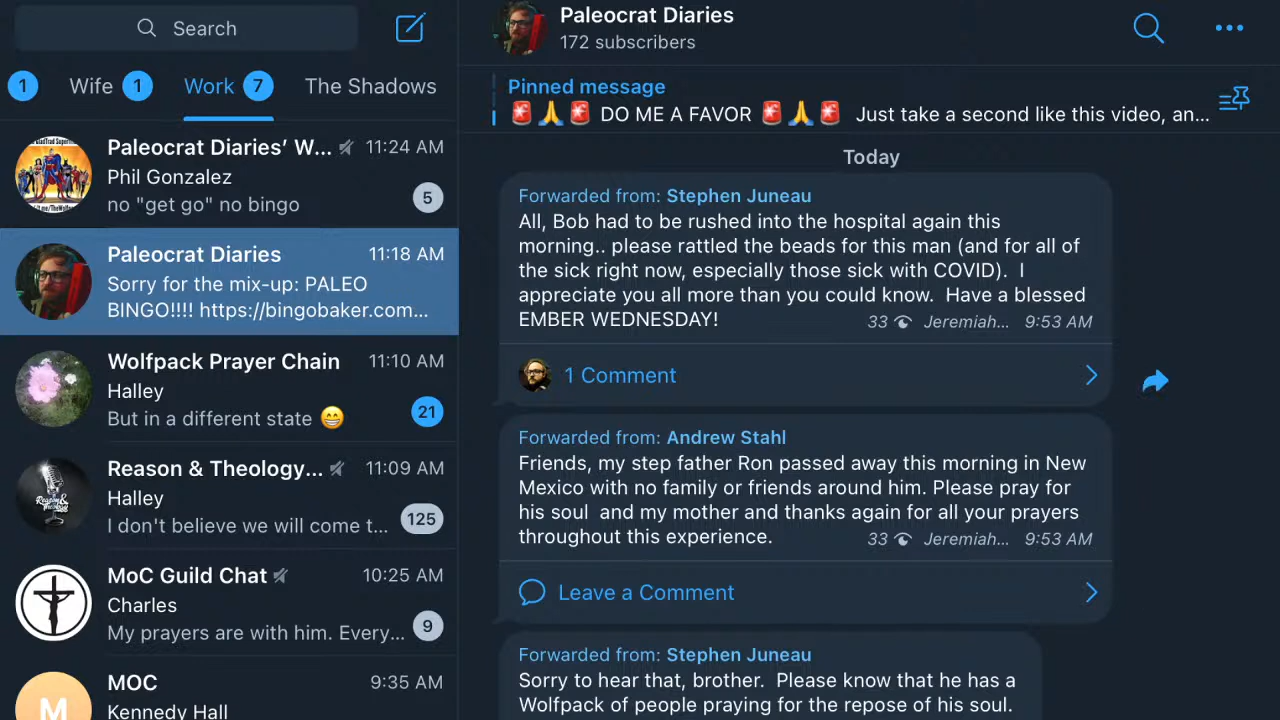 Search
1
Wife 1
Work 7
The Shadows
Paleocrat Diaries’ W... 11:24 AM
Phil Gonzalez
no "get go" no bingo 5
Paleocrat Diaries 11:18 AM
Sorry for the mix-up: PALEO
BINGO!!!! https://bingobaker.com...
Wolfpack Prayer Chain 11:10 AM
Halley
But in a different state 😁 21
Reason & Theology... 11:09 AM
Halley
I don't believe we will come t... 125
MoC Guild Chat 10:25 AM
Charles
My prayers are with him. Every... 9
M
MOC 9:35 AM
Kennedy Hall
Paleocrat Diaries
172 subscribers
Pinned message
🚨🙏🚨 DO ME A FAVOR 🚨🙏🚨 Just take a second like this video, an...
Today
Forwarded from: Stephen Juneau
All, Bob had to be rushed into the hospital again this
morning.. please rattled the beads for this man (and for all of
the sick right now, especially those sick with COVID). I
appreciate you all more than you could know. Have a blessed
EMBER WEDNESDAY! 33 Jeremiah... 9:53 AM
1 Comment
Forwarded from: Andrew Stahl
Friends, my step father Ron passed away this morning in New
Mexico with no family or friends around him. Please pray for
his soul and my mother and thanks again for all your prayers
throughout this experience. 33 Jeremiah... 9:53 AM
Leave a Comment
Forwarded from: Stephen Juneau
Sorry to hear that, brother. Please know that he has a
Wolfpack of people praying for the repose of his soul.